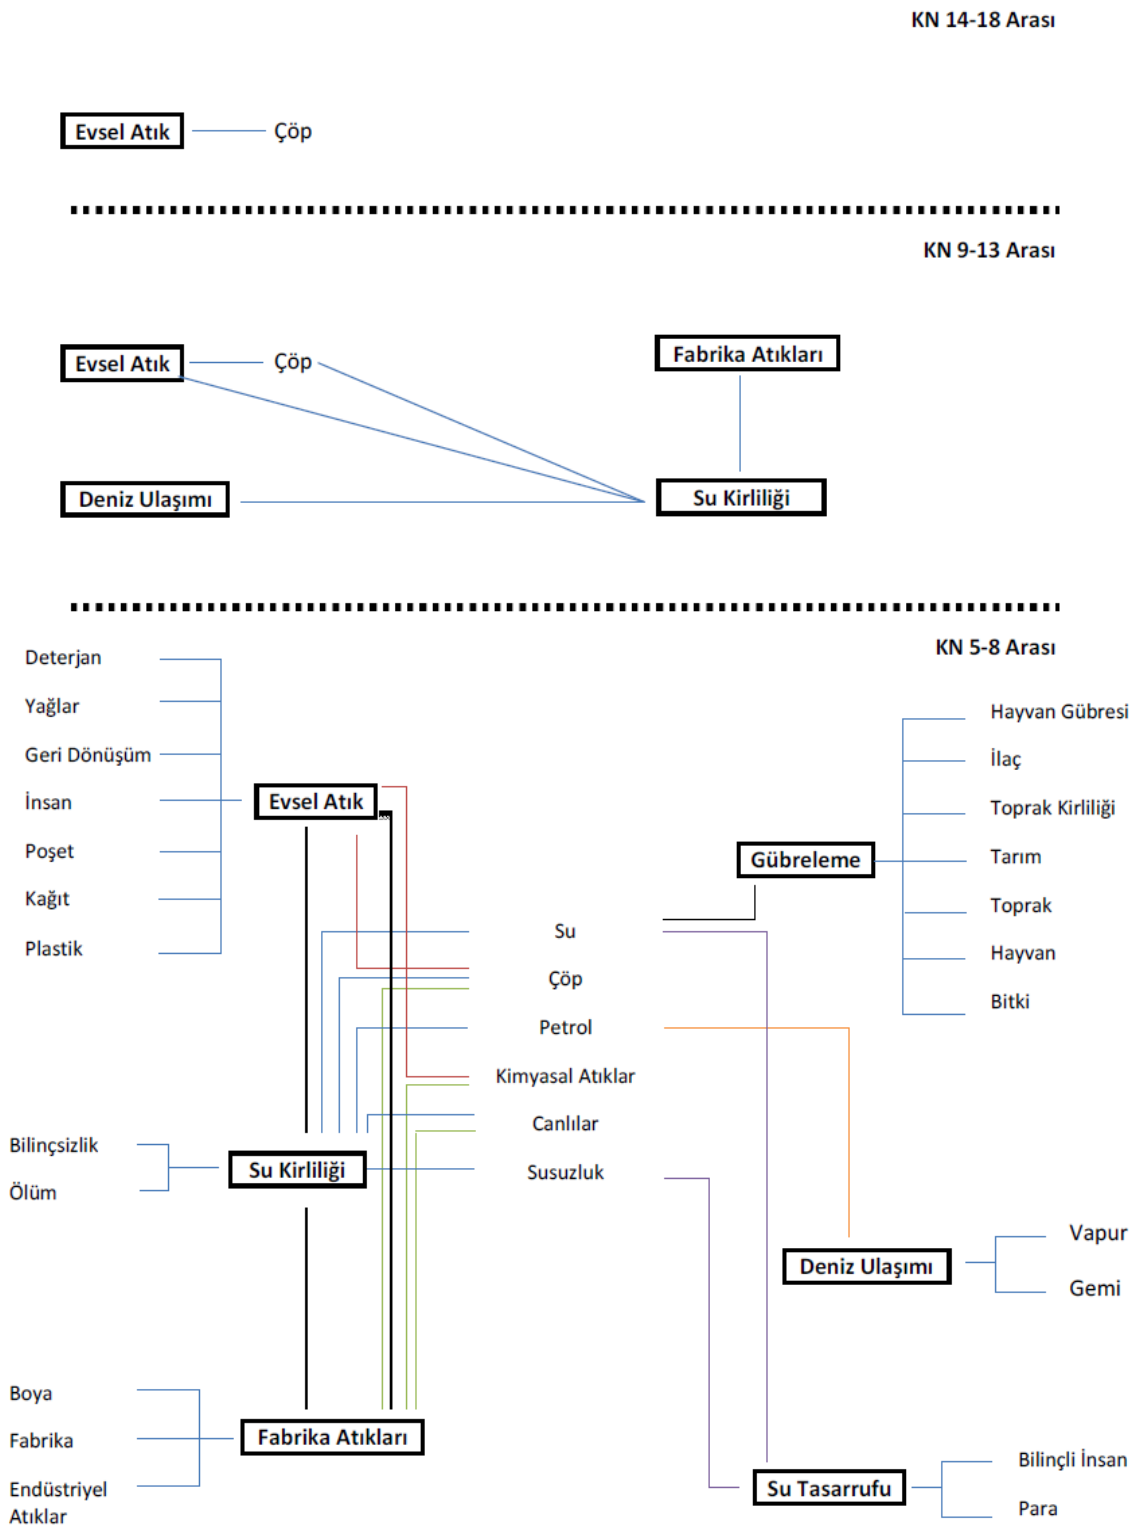 KN 14-18 Arası
Evsel Atık
Çöp
KN 9-13 Arası
Evsel Atık
Çöp
Fabrika Atıkları
Deniz Ulaşımı
Su Kirliliği
KN 5-8 Arası
Deterjan
Yağlar
Geri Dönüşüm
İnsan
Poşet
Kağıt
Plastik
Evsel Atık
Gübreleme
Hayvan Gübresi
İlaç
Toprak Kirliliği
Tarım
Toprak
Hayvan
Bitki
Su
Çöp
Petrol
Kimyasal Atıklar
Canlılar
Susuzluk
Bilinçsizlik
Ölüm
Su Kirliliği
Deniz Ulaşımı
Vapur
Gemi
Boya
Fabrika
Endüstriyel
Atıklar
Fabrika Atıkları
Su Tasarrufu
Bilinçli İnsan
Para